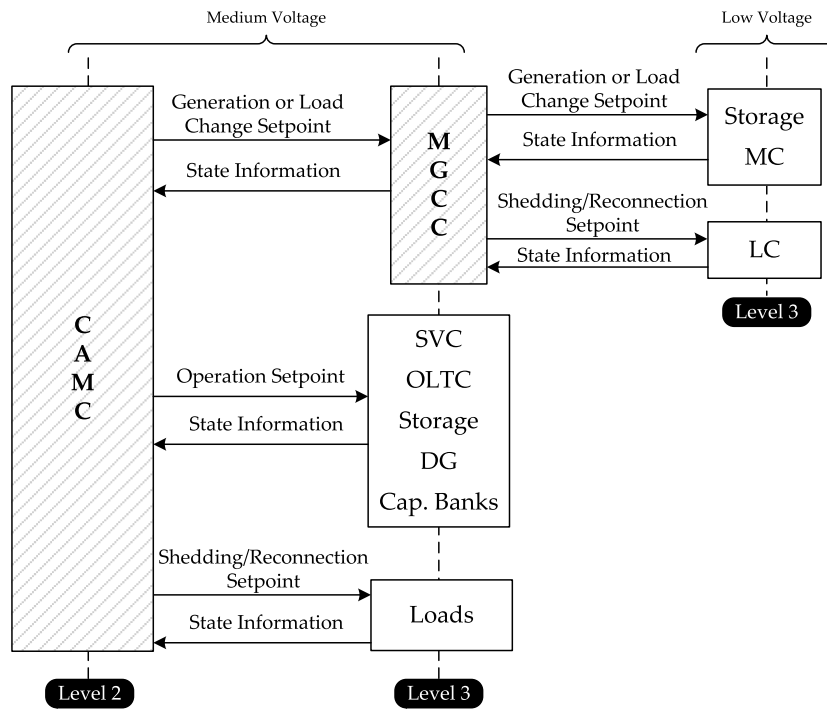 Medium Voltage
Low Voltage
Generation or Load
Change Setpoint
State Information
M
G
C
C
Generation or Load
Change Setpoint
State Information
Storage
MC
Shedding/Reconnection
Setpoint
State Information
LC
Level 3
C
A
M
C
Operation Setpoint
State Information
SVC
OLTC
Storage
DG
Cap. Banks
Shedding/Reconnection
Setpoint
State Information
Loads
Level 2
Level 3